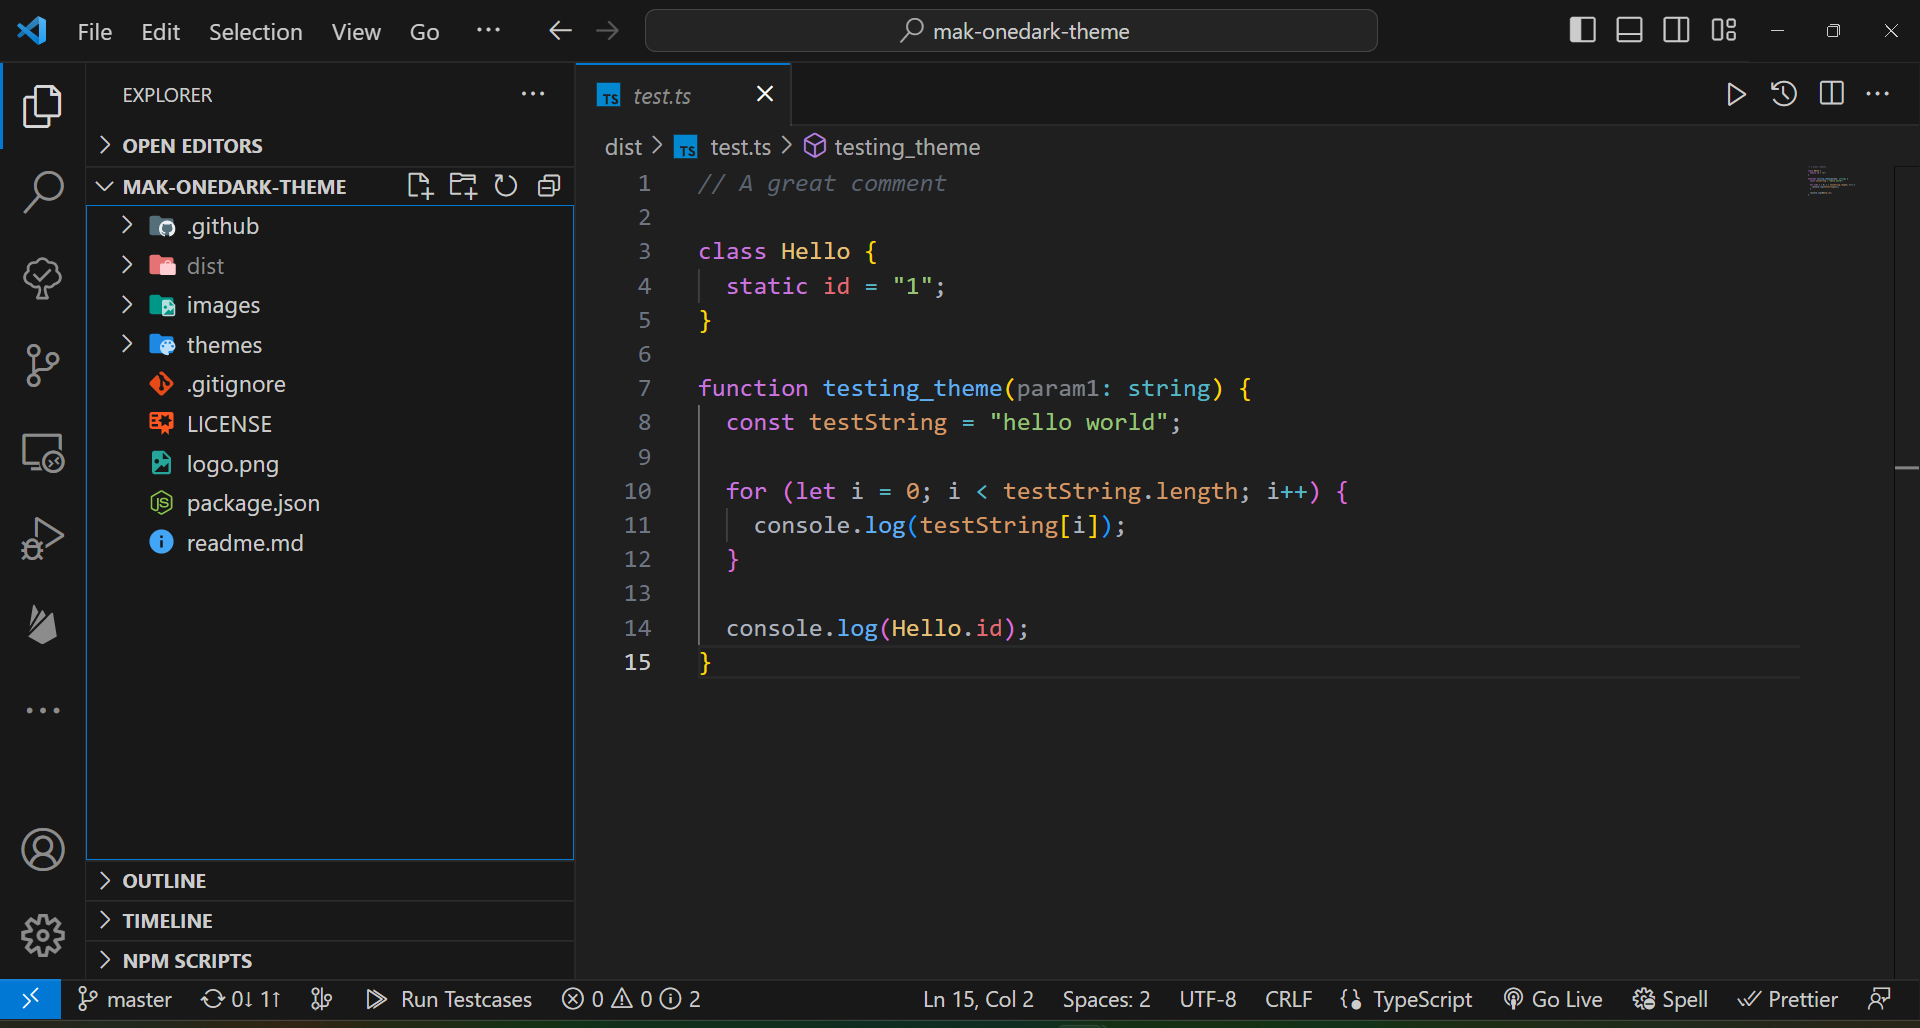 File Edit Selection View Go ··· mak-onedark-theme
EXPLORER ···
OPEN EDITORS
MAK-ONEDARK-THEME
.github
dist
images
themes
.gitignore
LICENSE
logo.png
package.json
readme.md
OUTLINE
TIMELINE
NPM SCRIPTS
TS test.ts
dist > TS test.ts > testing_theme
1 // A great comment
2
3 class Hello {
4   static id = "1";
5 }
6
7 function testing_theme(param1: string) {
8   const testString = "hello world";
9
10   for (let i = 0; i < testString.length; i++) {
11     console.log(testString[i]);
12   }
13
14   console.log(Hello.id);
15 }
master 0↓ 1↑ Run Testcases 0 0 2 Ln 15, Col 2 Spaces: 2 UTF-8 CRLF { } TypeScript Go Live Spell Prettier